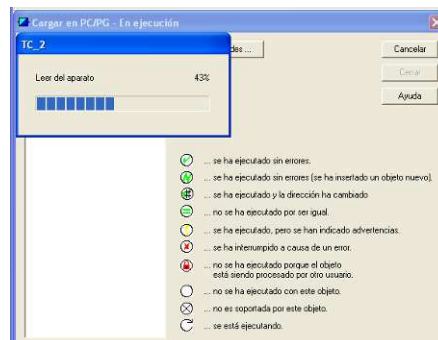 Cargar en PC/PG - En ejecución
TC_2
des ...
Cancelar
Leer del aparato 43%
Cerrar
Ayuda
... se ha ejecutado sin errores.
... se ha ejecutado sin errores (se ha insertado un objeto nuevo).
... se ha ejecutado y la dirección ha cambiado
... no se ha ejecutado por ser igual.
... se ha ejecutado, pero se han indicado advertencias.
... se ha interrumpido a causa de un error.
... no se ha ejecutado porque el objeto
está siendo procesado por otro usuario.
... no se ha ejecutado con este objeto.
... no es soportada por este objeto.
... se está ejecutando.